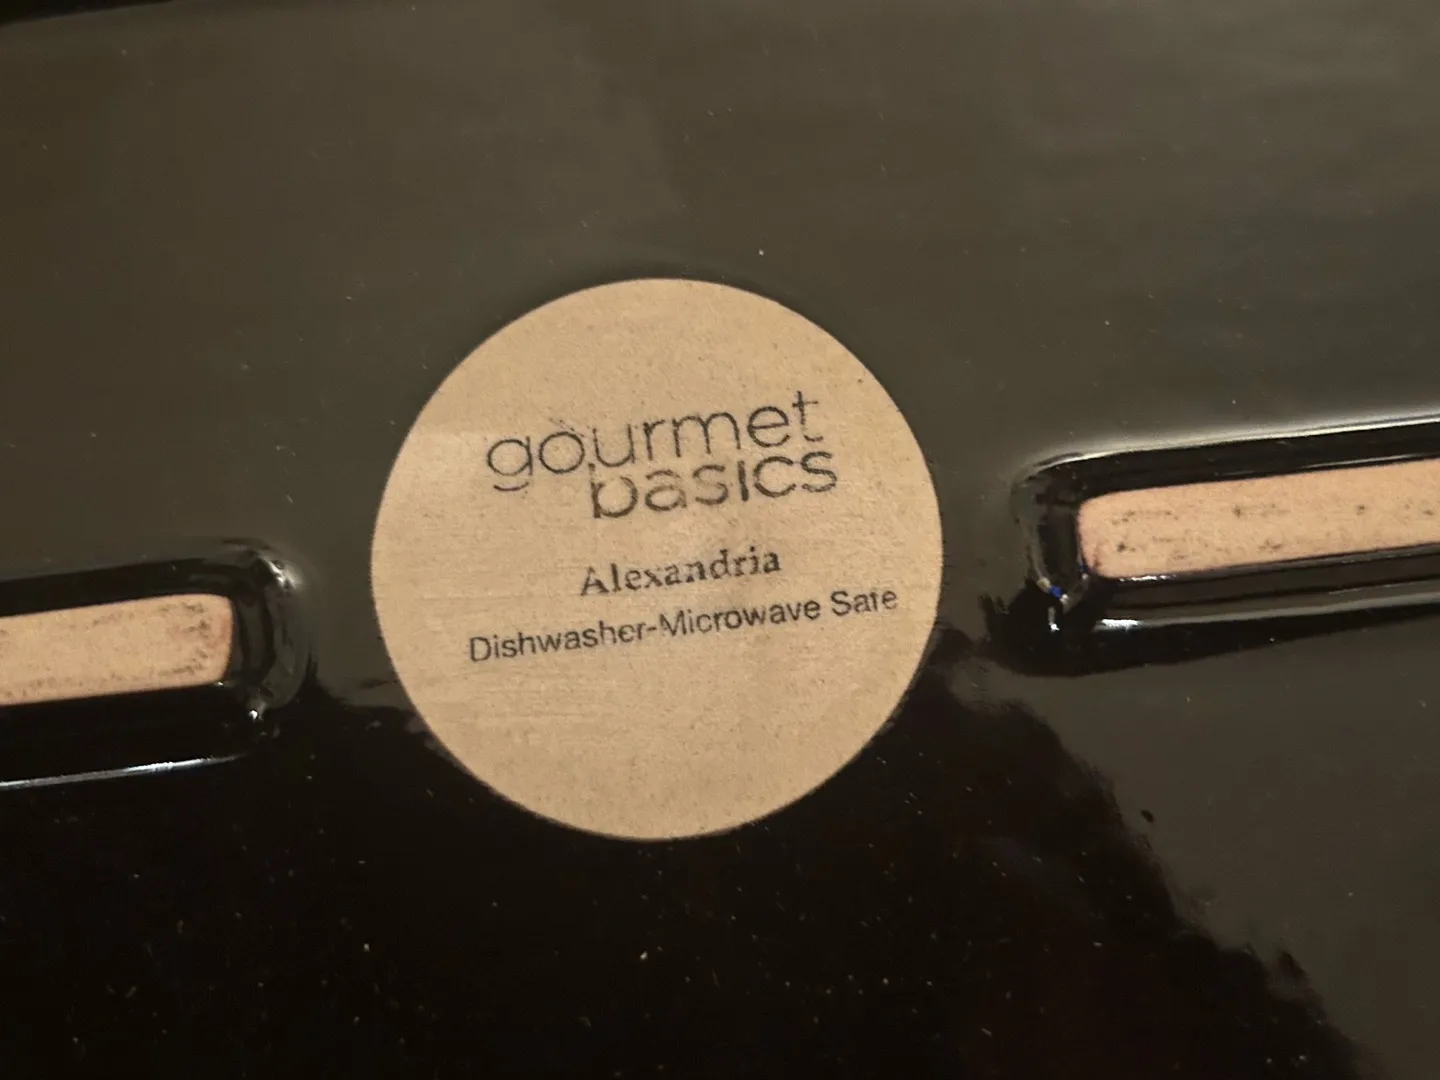 gourmet
basics
Alexandria
Dishwasher-Microwave Safe